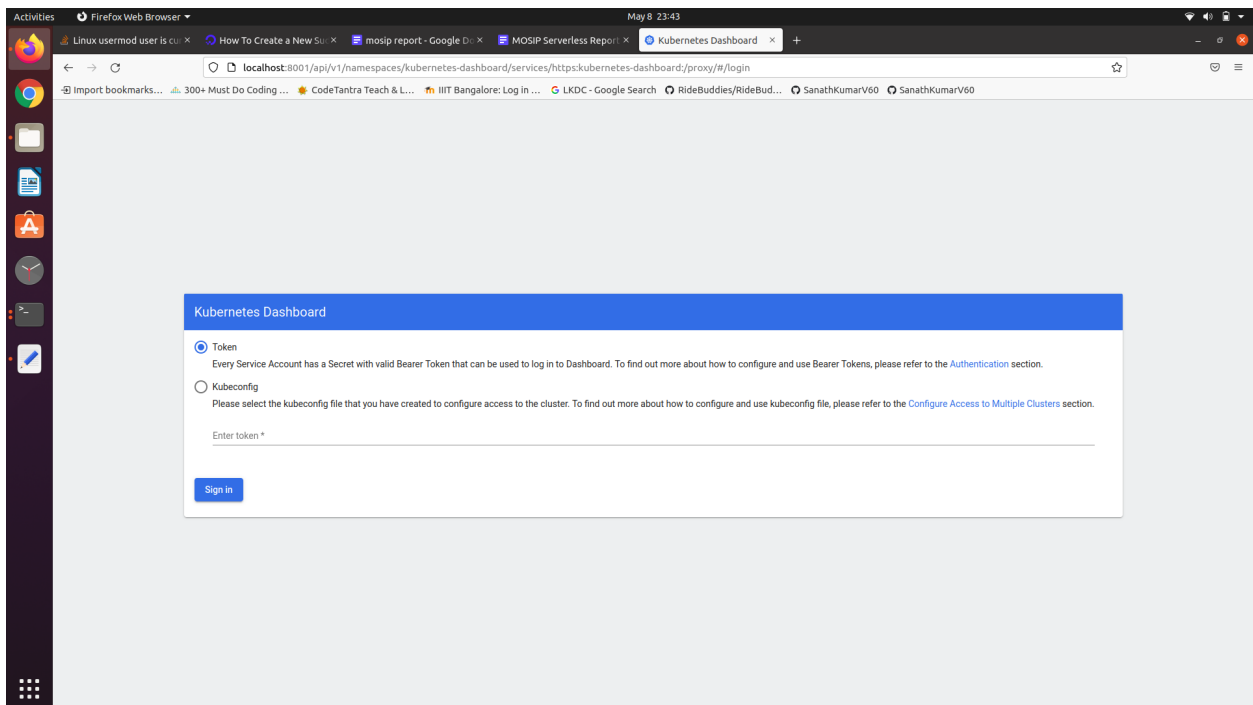 Activities Firefox Web Browser May 8 23:43
Linux usermod user is cur How To Create a New Suc mosip report - Google Do MOSIP Serverless Report Kubernetes Dashboard
localhost:8001/api/v1/namespaces/kubernetes-dashboard/services/https:kubernetes-dashboard:/proxy/#/login
Import bookmarks... 300+ Must Do Coding ... CodeTantra Teach & L... IIIT Bangalore: Log in ... LKDC - Google Search RideBuddies/RideBud... SanathKumarV60 SanathKumarV60
Kubernetes Dashboard
Token
Every Service Account has a Secret with valid Bearer Token that can be used to log in to Dashboard. To find out more about how to configure and use Bearer Tokens, please refer to the Authentication section.
Kubeconfig
Please select the kubeconfig file that you have created to configure access to the cluster. To find out more about how to configure and use kubeconfig file, please refer to the Configure Access to Multiple Clusters section.
Enter token *
Sign in